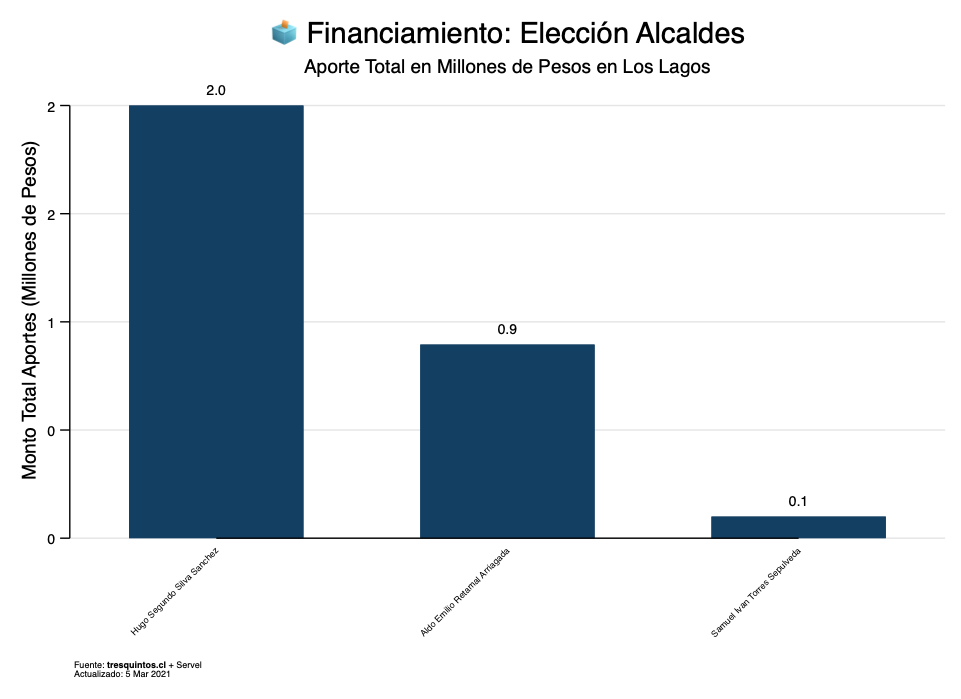 Financiamiento: Elección Alcaldes
Aporte Total en Millones de Pesos en Los Lagos
Monto Total Aportes (Millones de Pesos)
2
2
1
0
0
2.0
0.9
0.1
Hugo Segundo Silva Sanchez
Aldo Emilio Retamal Arriagada
Samuel Ivan Torres Sepulveda
Fuente: tresquintos.cl + Servel
Actualizado: 5 Mar 2021